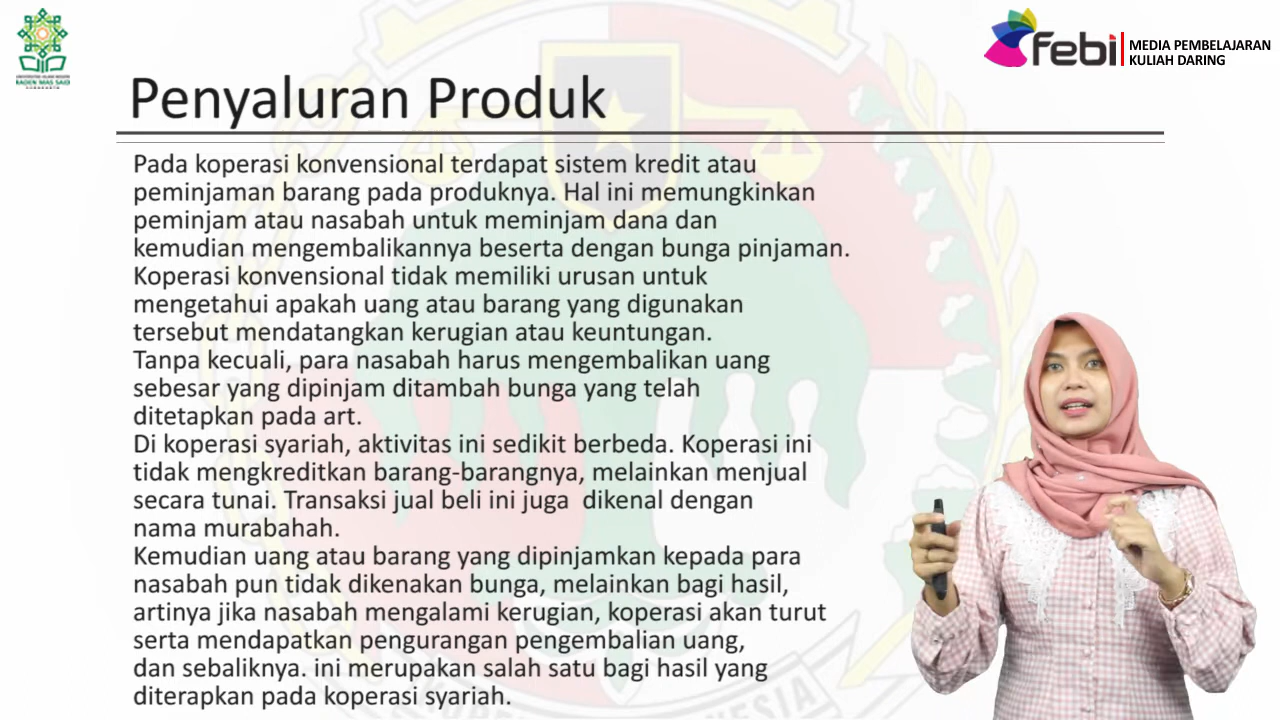 UNIVERSITAS ISLAM NEGERI
RADEN MAS SAID
SURAKARTA
febi
MEDIA PEMBELAJARAN
KULIAH DARING
Penyaluran Produk
Pada koperasi konvensional terdapat sistem kredit atau
peminjaman barang pada produknya. Hal ini memungkinkan
peminjam atau nasabah untuk meminjam dana dan
kemudian mengembalikannya beserta dengan bunga pinjaman.
Koperasi konvensional tidak memiliki urusan untuk
mengetahui apakah uang atau barang yang digunakan
tersebut mendatangkan kerugian atau keuntungan.
Tanpa kecuali, para nasabah harus mengembalikan uang
sebesar yang dipinjam ditambah bunga yang telah
ditetapkan pada art.
Di koperasi syariah, aktivitas ini sedikit berbeda. Koperasi ini
tidak mengkreditkan barang-barangnya, melainkan menjual
secara tunai. Transaksi jual beli ini juga  dikenal dengan
nama murabahah.
Kemudian uang atau barang yang dipinjamkan kepada para
nasabah pun tidak dikenakan bunga, melainkan bagi hasil,
artinya jika nasabah mengalami kerugian, koperasi akan turut
serta mendapatkan pengurangan pengembalian uang,
dan sebaliknya. ini merupakan salah satu bagi hasil yang
diterapkan pada koperasi syariah.